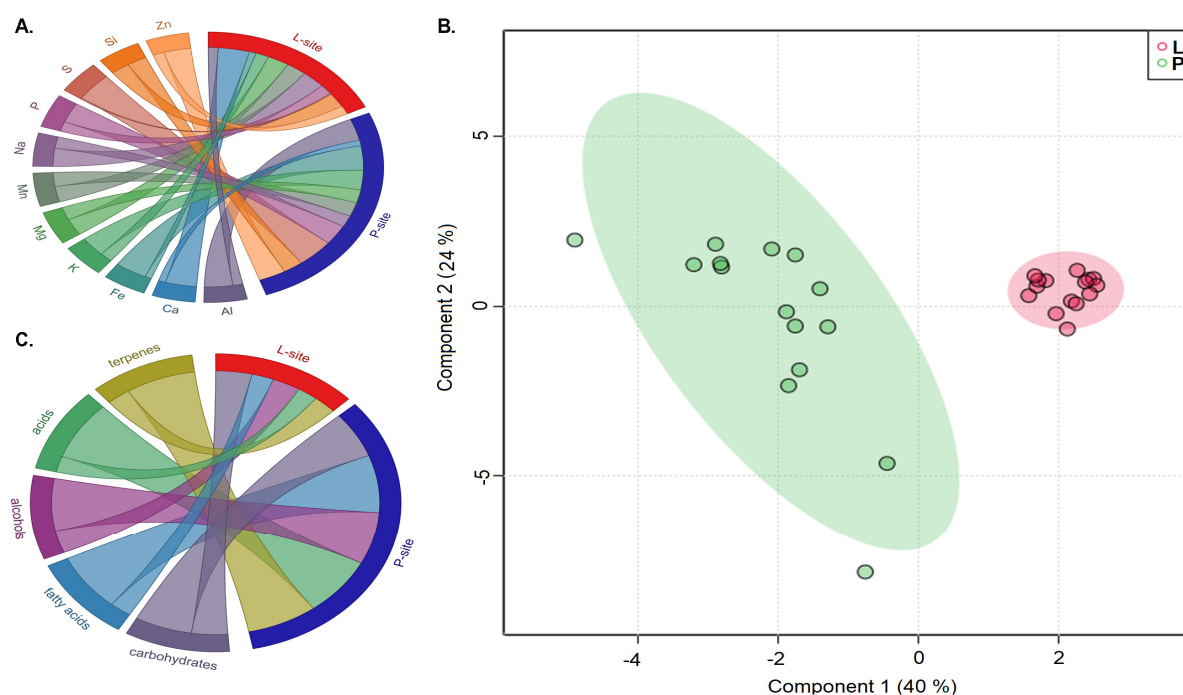 A.
Zn
Si
S
P
Na
Mn
Mg
K
Fe
Ca
Al
L-site
P-site
B.
L
P
5
0
-5
Component 2 (24 %)
-4
-2
0
2
Component 1 (40 %)
C.
terpenes
acids
alcohols
fatty acids
carbohydrates
L-site
P-site